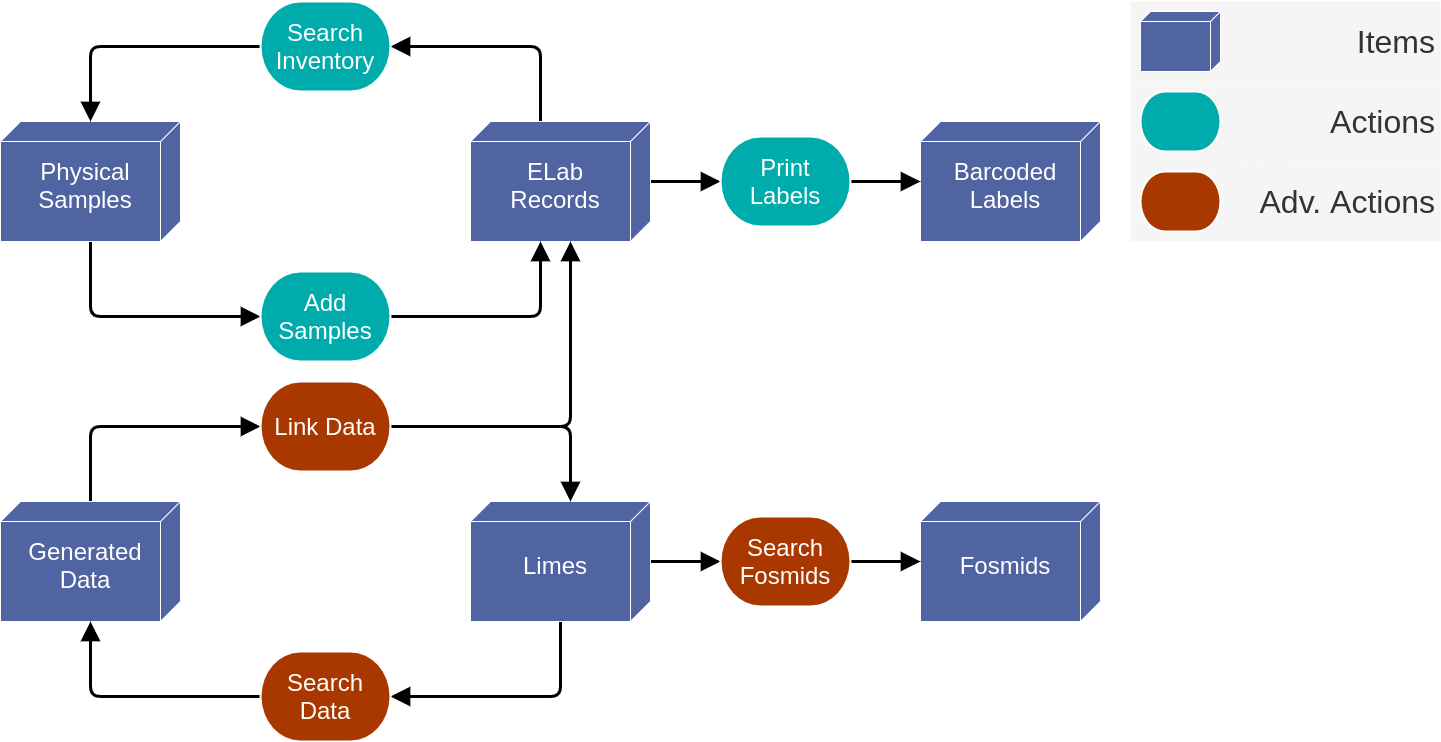 Search
Inventory
Items
Actions
Adv. Actions
Physical
Samples
ELab
Records
Print
Labels
Barcoded
Labels
Add
Samples
Link Data
Generated
Data
Limes
Search
Fosmids
Fosmids
Search
Data